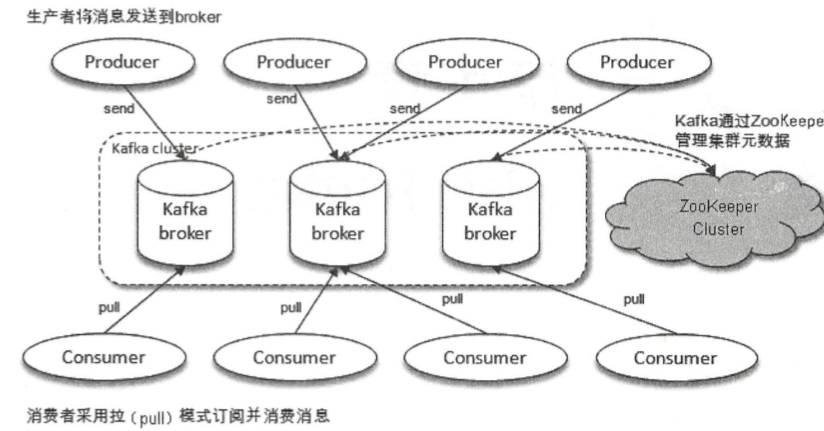 生产者将消息发送到broker
Producer
Producer
Producer
Producer
send
send
send
send
Kafka通过ZooKeeper
管理集群元数据
Kafka cluster
Kafka
broker
Kafka
broker
Kafka
broker
ZooKeeper
Cluster
pull
pull
pull
pull
Consumer
Consumer
Consumer
Consumer
消费者采用拉（pull）模式订阅并消费消息